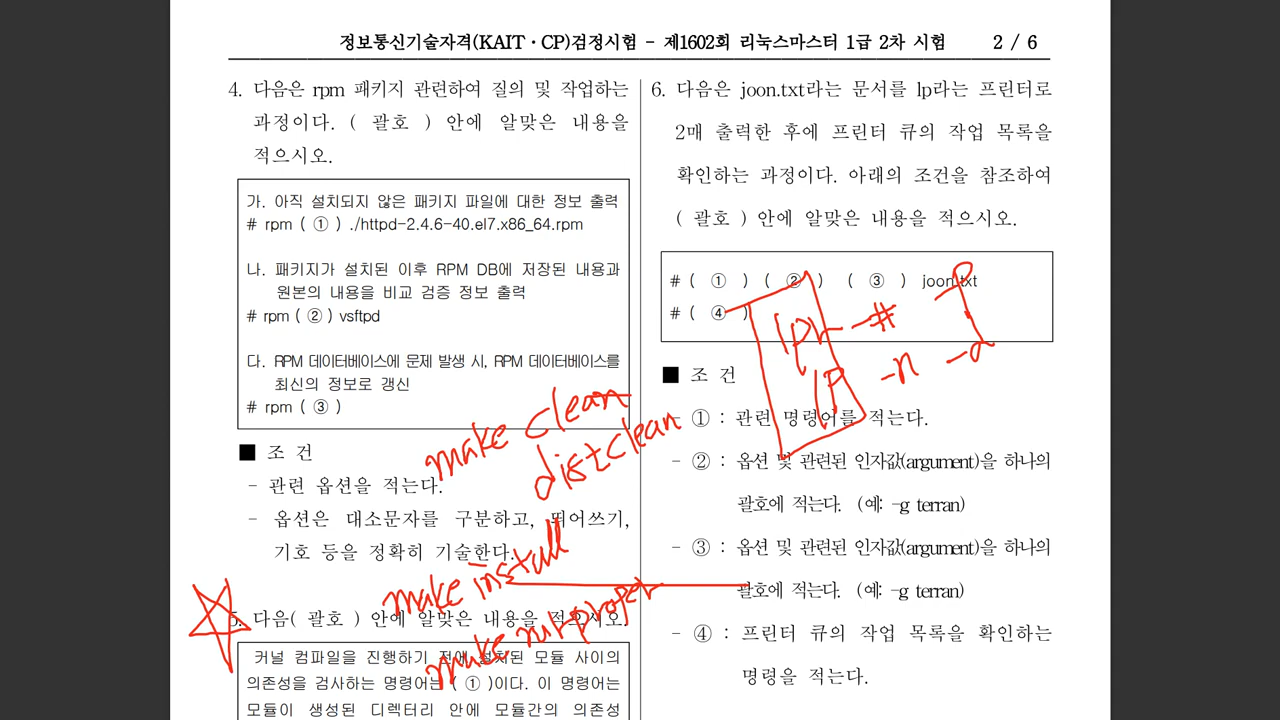 정보통신기술자격(KAIT・CP)검정시험 - 제1602회 리눅스마스터 1급 2차 시험 2 / 6
4. 다음은 rpm 패키지 관련하여 질의 및 작업하는
과정이다. ( 괄호 ) 안에 알맞은 내용을
적으시오.
가. 아직 설치되지 않은 패키지 파일에 대한 정보 출력
# rpm ( ① ) ./httpd-2.4.6-40.el7.x86_64.rpm
나. 패키지가 설치된 이후 RPM DB에 저장된 내용과
원본의 내용을 비교 검증 정보 출력
# rpm ( ② ) vsftpd
다. RPM 데이터베이스에 문제 발생 시, RPM 데이터베이스를
최신의 정보로 갱신
# rpm ( ③ )
■ 조 건
- 관련 옵션을 적는다.
- 옵션은 대소문자를 구분하고, 띄어쓰기,
기호 등을 정확히 기술한다.
make clean
distclean
make install
make mrproper
5. 다음( 괄호 ) 안에 알맞은 내용을 적으시오.
커널 컴파일을 진행하기 전에 설치된 모듈 사이의
의존성을 검사하는 명령어는 ( ① )이다. 이 명령어는
모듈이 생성된 디렉터리 안에 모듈간의 의존성
6. 다음은 joon.txt라는 문서를 lp라는 프린터로
2매 출력한 후에 프린터 큐의 작업 목록을
확인하는 과정이다. 아래의 조건을 참조하여
( 괄호 ) 안에 알맞은 내용을 적으시오.
# ( ① ) ( ② ) ( ③ ) joon.txt
# ( ④ )
lpr -# -P
lp -n -d
■ 조 건
- ① : 관련 명령어를 적는다.
- ② : 옵션 및 관련된 인자값(argument)을 하나의
괄호에 적는다. (예: -g terran)
- ③ : 옵션 및 관련된 인자값(argument)을 하나의
괄호에 적는다. (예: -g terran)
- ④ : 프린터 큐의 작업 목록을 확인하는
명령을 적는다.